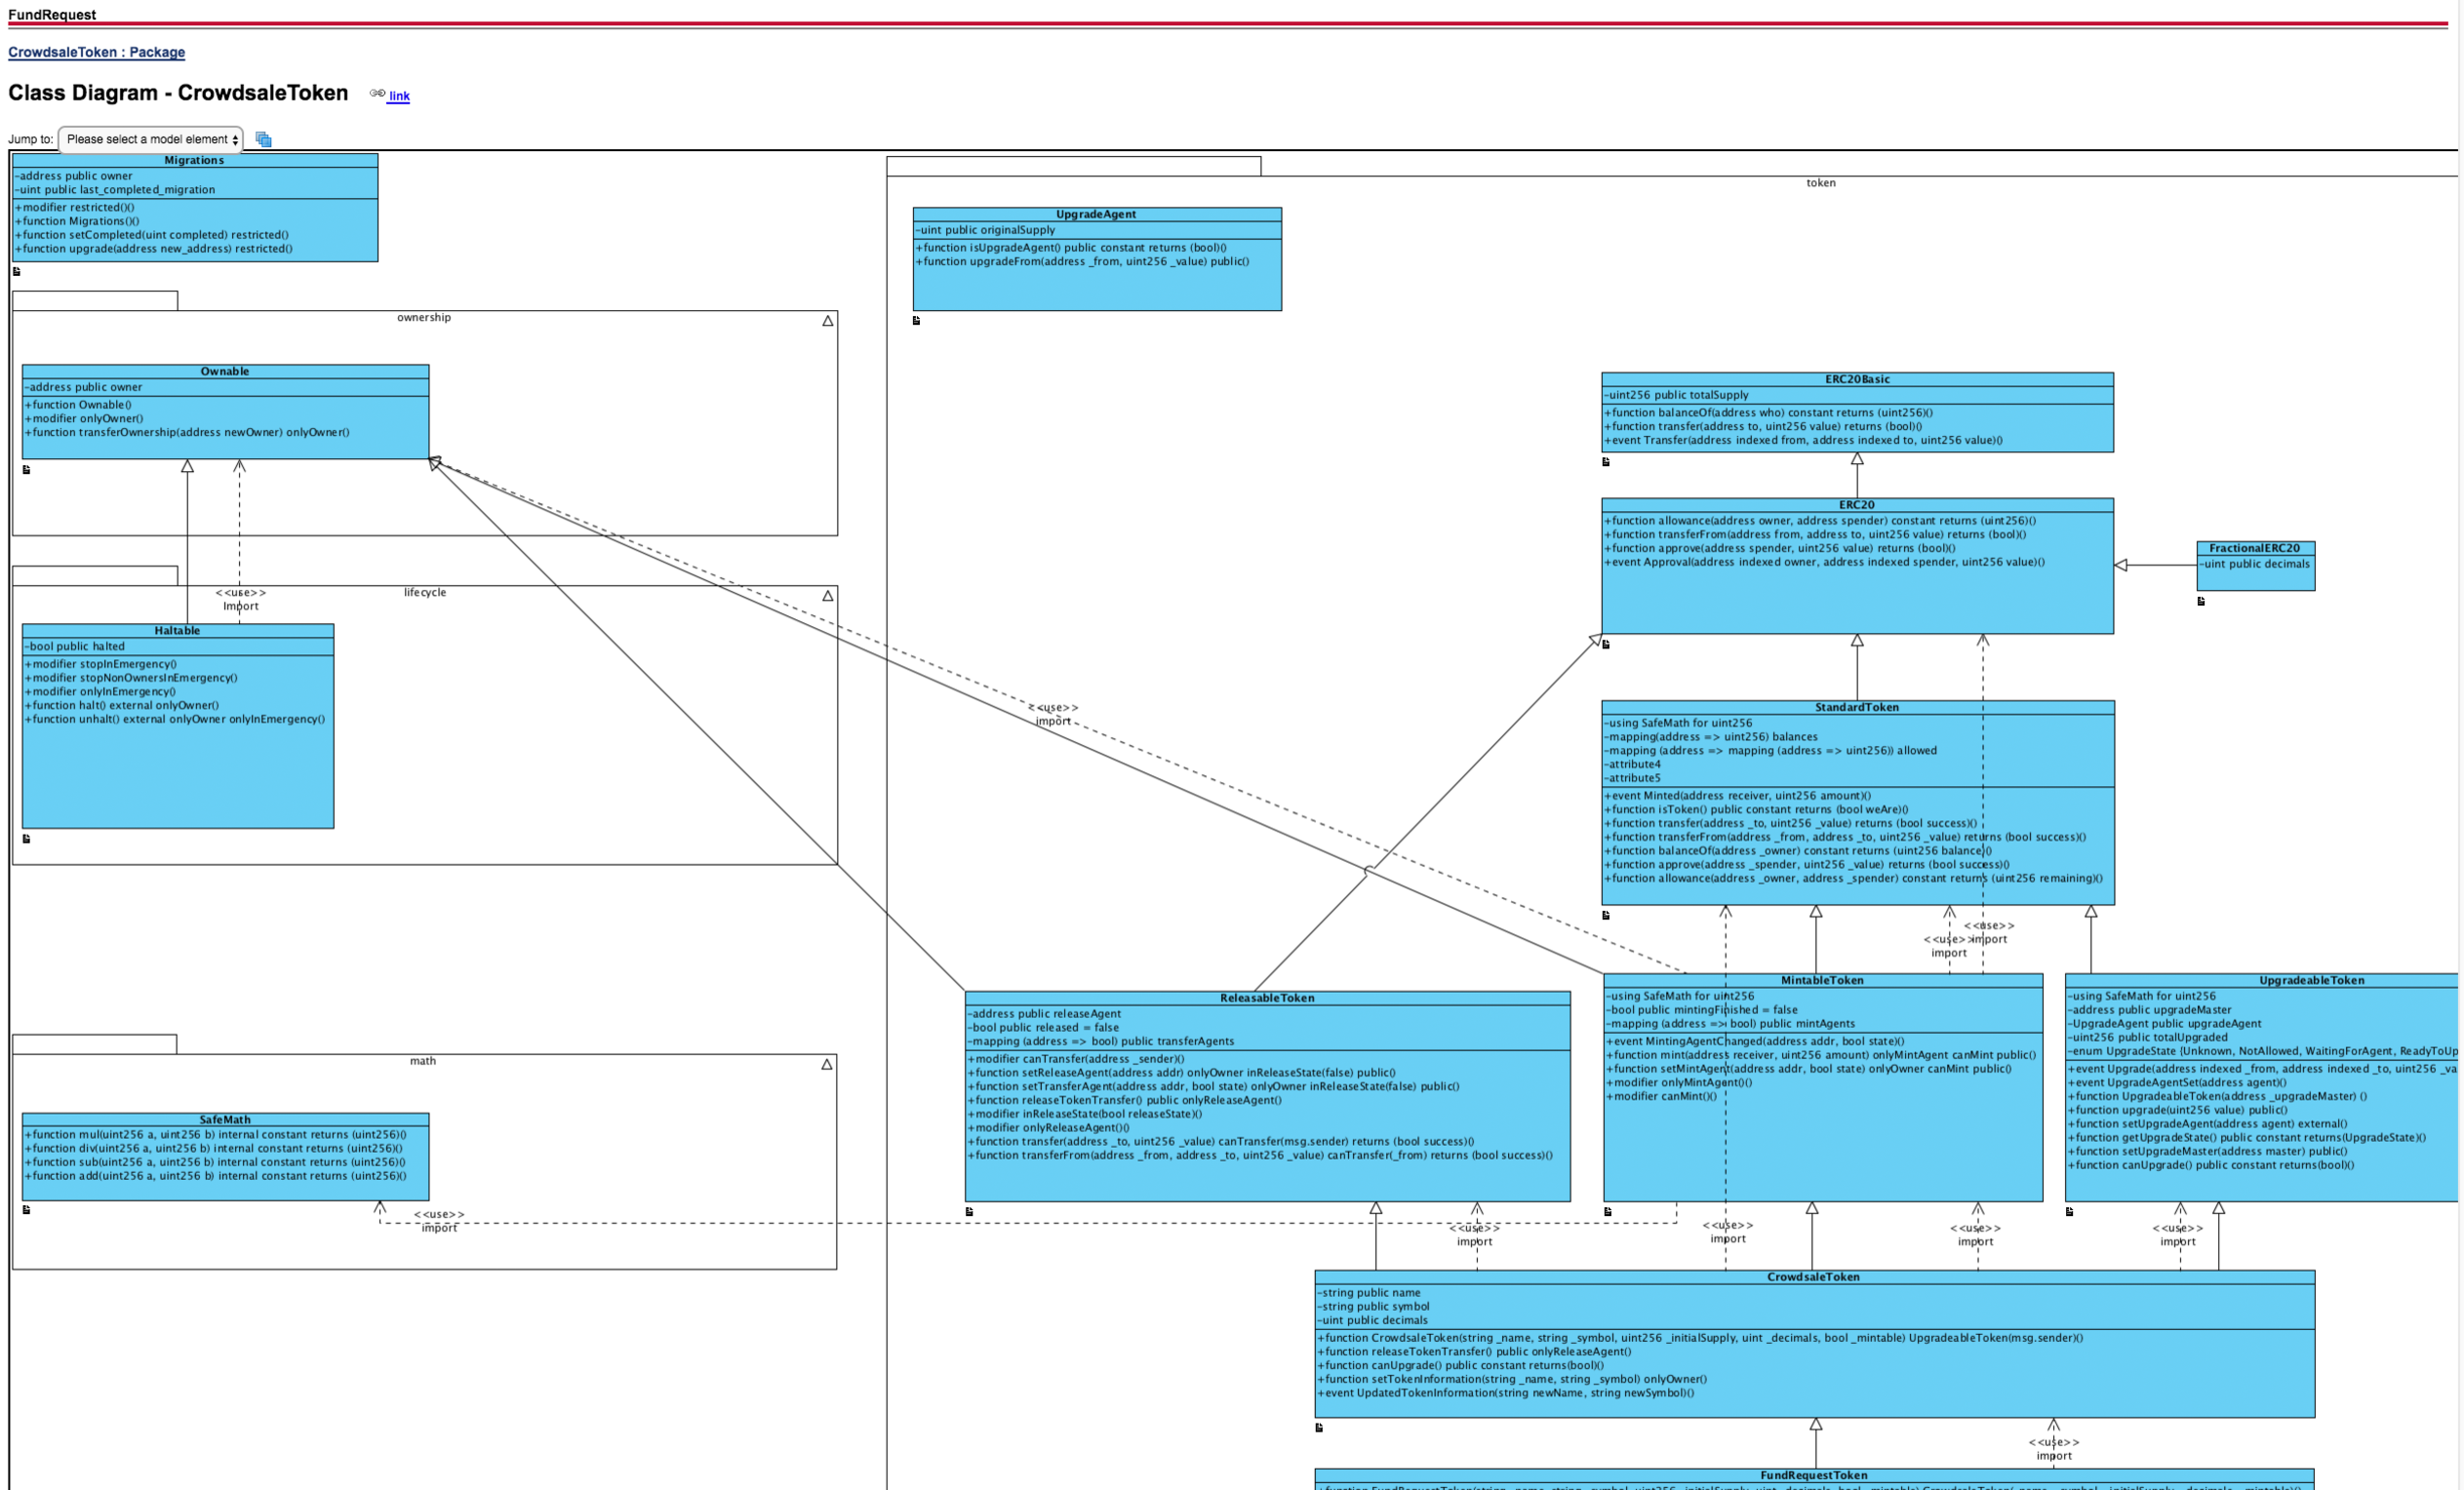 FundRequest
CrowdsaleToken : Package
Class Diagram - CrowdsaleToken
link
Jump to:
Please select a model element
Migrations
-address public owner
-uint public last_completed_migration
+modifier restricted()()
+function Migrations()()
+function setCompleted(uint completed) restricted()
+function upgrade(address new_address) restricted()
ownership
Ownable
-address public owner
+function Ownable()
+modifier onlyOwner()
+function transferOwnership(address newOwner) onlyOwner()
<<use>>
Import
lifecycle
Haltable
-bool public halted
+modifier stopInEmergency()
+modifier stopNonOwnersInEmergency()
+modifier onlyInEmergency()
+function halt() external onlyOwner()
+function unhalt() external onlyOwner onlyInEmergency()
math
SafeMath
+function mul(uint256 a, uint256 b) internal constant returns (uint256)()
+function div(uint256 a, uint256 b) internal constant returns (uint256)()
+function sub(uint256 a, uint256 b) internal constant returns (uint256)()
+function add(uint256 a, uint256 b) internal constant returns (uint256)()
<<use>>
import
token
UpgradeAgent
-uint public originalSupply
+function isUpgradeAgent() public constant returns (bool)()
+function upgradeFrom(address _from, uint256 _value) public()
ERC20Basic
-uint256 public totalSupply
+function balanceOf(address who) constant returns (uint256)()
+function transfer(address to, uint256 value) returns (bool)()
+event Transfer(address indexed from, address indexed to, uint256 value)()
ERC20
+function allowance(address owner, address spender) constant returns (uint256)()
+function transferFrom(address from, address to, uint256 value) returns (bool)()
+function approve(address spender, uint256 value) returns (bool)()
+event Approval(address indexed owner, address indexed spender, uint256 value)()
FractionalERC20
-uint public decimals
<<use>>
import
StandardToken
-using SafeMath for uint256
-mapping(address => uint256) balances
-mapping (address => mapping (address => uint256)) allowed
-attribute4
-attribute5
+event Minted(address receiver, uint256 amount)()
+function isToken() public constant returns (bool weAre)()
+function transfer(address _to, uint256 _value) returns (bool success)()
+function transferFrom(address _from, address _to, uint256 _value) returns (bool success)()
+function balanceOf(address _owner) constant returns (uint256 balance)()
+function approve(address _spender, uint256 _value) returns (bool success)()
+function allowance(address _owner, address _spender) constant returns (uint256 remaining)()
<<use>>
import
<<use>>
import
ReleasableToken
-address public releaseAgent
-bool public released = false
-mapping (address => bool) public transferAgents
+modifier canTransfer(address _sender)()
+function setReleaseAgent(address addr) onlyOwner inReleaseState(false) public()
+function setTransferAgent(address addr, bool state) onlyOwner inReleaseState(false) public()
+function releaseTokenTransfer() public onlyReleaseAgent()
+modifier inReleaseState(bool releaseState)()
+modifier onlyReleaseAgent()()
+function transfer(address _to, uint256 _value) canTransfer(msg.sender) returns (bool success)()
+function transferFrom(address _from, address _to, uint256 _value) canTransfer(_from) returns (bool success)()
MintableToken
-using SafeMath for uint256
-bool public mintingFinished = false
-mapping (address => bool) public mintAgents
+event MintingAgentChanged(address addr, bool state)()
+function mint(address receiver, uint256 amount) onlyMintAgent canMint public()
+function setMintAgent(address addr, bool state) onlyOwner canMint public()
+modifier onlyMintAgent()()
+modifier canMint()()
UpgradeableToken
-using SafeMath for uint256
-address public upgradeMaster
-UpgradeAgent public upgradeAgent
-uint256 public totalUpgraded
-enum UpgradeState {Unknown, NotAllowed, WaitingForAgent, ReadyToUp
+event Upgrade(address indexed _from, address indexed _to, uint256 _va
+event UpgradeAgentSet(address agent)()
+function UpgradeableToken(address _upgradeMaster) ()
+function upgrade(uint256 value) public()
+function setUpgradeAgent(address agent) external()
+function getUpgradeState() public constant returns(UpgradeState)()
+function setUpgradeMaster(address master) public()
+function canUpgrade() public constant returns(bool)()
<<use>>
import
<<use>>
import
<<use>>
import
<<use>>
import
CrowdsaleToken
-string public name
-string public symbol
-uint public decimals
+function CrowdsaleToken(string _name, string _symbol, uint256 _initialSupply, uint _decimals, bool _mintable) UpgradeableToken(msg.sender)()
+function releaseTokenTransfer() public onlyReleaseAgent()
+function canUpgrade() public constant returns(bool)()
+function setTokenInformation(string _name, string _symbol) onlyOwner()
+event UpdatedTokenInformation(string newName, string newSymbol)()
<<use>>
import
FundRequestToken
+function FundRequestToken(string _name, string _symbol, uint256 _initialSupply, uint _decimals, bool _mintable) CrowdsaleToken(_name, _symbol, _initialSupply, _decimals, _mintable)()